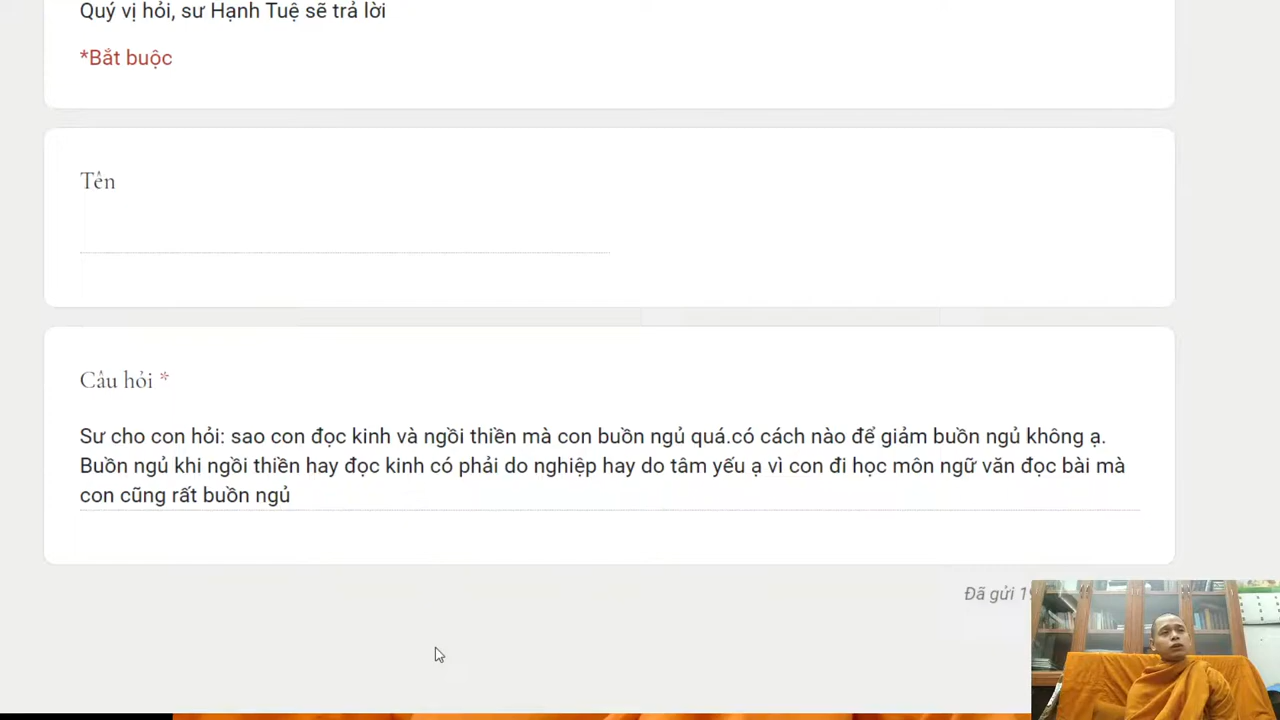 Quý vị hỏi, sư Hạnh Tuệ sẽ trả lời
*Bắt buộc
Tên
Câu hỏi *
Sư cho con hỏi: sao con đọc kinh và ngồi thiền mà con buồn ngủ quá.có cách nào để giảm buồn ngủ không ạ.
Buồn ngủ khi ngồi thiền hay đọc kinh có phải do nghiệp hay do tâm yếu ạ vì con đi học môn ngữ văn đọc bài mà
con cũng rất buồn ngủ
Đã gửi